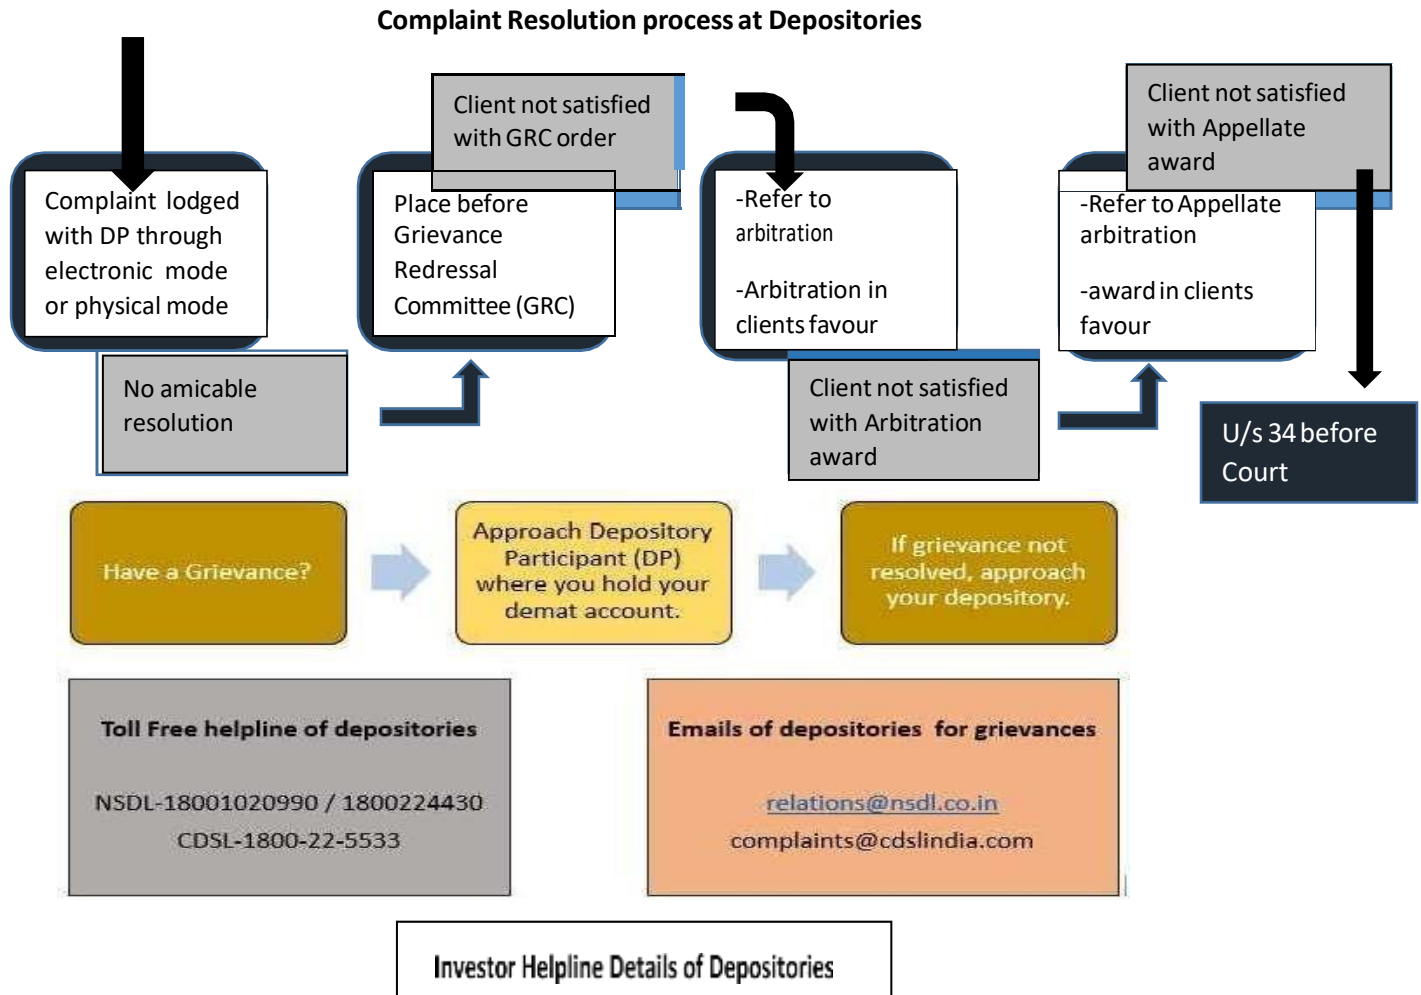 Complaint Resolution process at Depositories
Client not satisfied
with GRC order
Client not satisfied
with Appellate
award
Complaint lodged
with DP through
electronic mode
or physical mode
Place before
Grievance
Redressal
Committee (GRC)
-Refer to
arbitration
-Arbitration in
clients favour
-Refer to Appellate
arbitration
-award in clients
favour
No amicable
resolution
Client not satisfied
with Arbitration
award
U/s 34 before
Court
Have a Grievance?
Approach Depository
Participant (DP)
where you hold your
demat account.
If grievance not
resolved, approach
your depository.
Toll Free helpline of depositories
NSDL-18001020990 / 1800224430
CDSL-1800-22-5533
Emails of depositories for grievances
relations@nsdl.co.in
complaints@cdslindia.com
Investor Helpline Details of Depositories